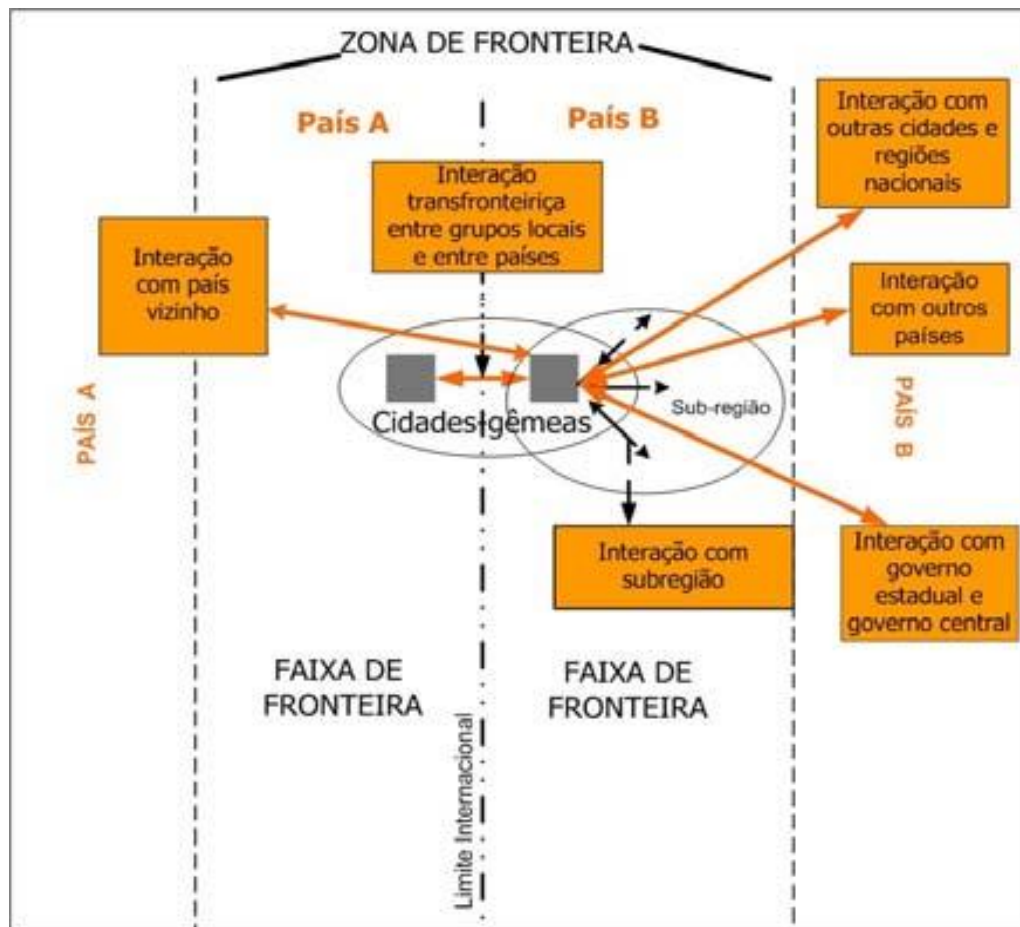 ZONA DE FRONTEIRA
País A
País B
Interação com
outras cidades e
regiões
nacionais
Interação
transfronteiriça
entre grupos locais
e entre países
Interação
com país
vizinho
Interação
com outros
países
PAÍS A
PAÍS B
Sub-região
Cidades-gêmeas
Interação com
subregião
Interação com
governo
estadual e
governo central
FAIXA DE
FRONTEIRA
FAIXA DE
FRONTEIRA
Limite Internacional